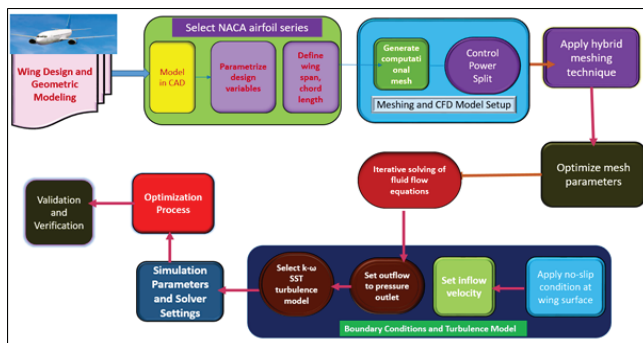 Select NACA airfoil series
Wing Design and
Geometric Modeling
Model
in CAD
Parametrize
design
variables
Define
wing
span,
chord
length
Generate
computati
onal
mesh
Control
Power
Split
Meshing and CFD Model Setup
Apply hybrid
meshing
technique
Optimize mesh
parameters
Iterative solving of
fluid flow
equations
Optimization
Process
Validation
and
Verification
Simulation
Parameters
and Solver
Settings
Select k-ω
SST
turbulence
model
Set outflow
to pressure
outlet
Set inflow
velocity
Apply no-slip
condition at
wing surface
Boundary Conditions and Turbulence Model